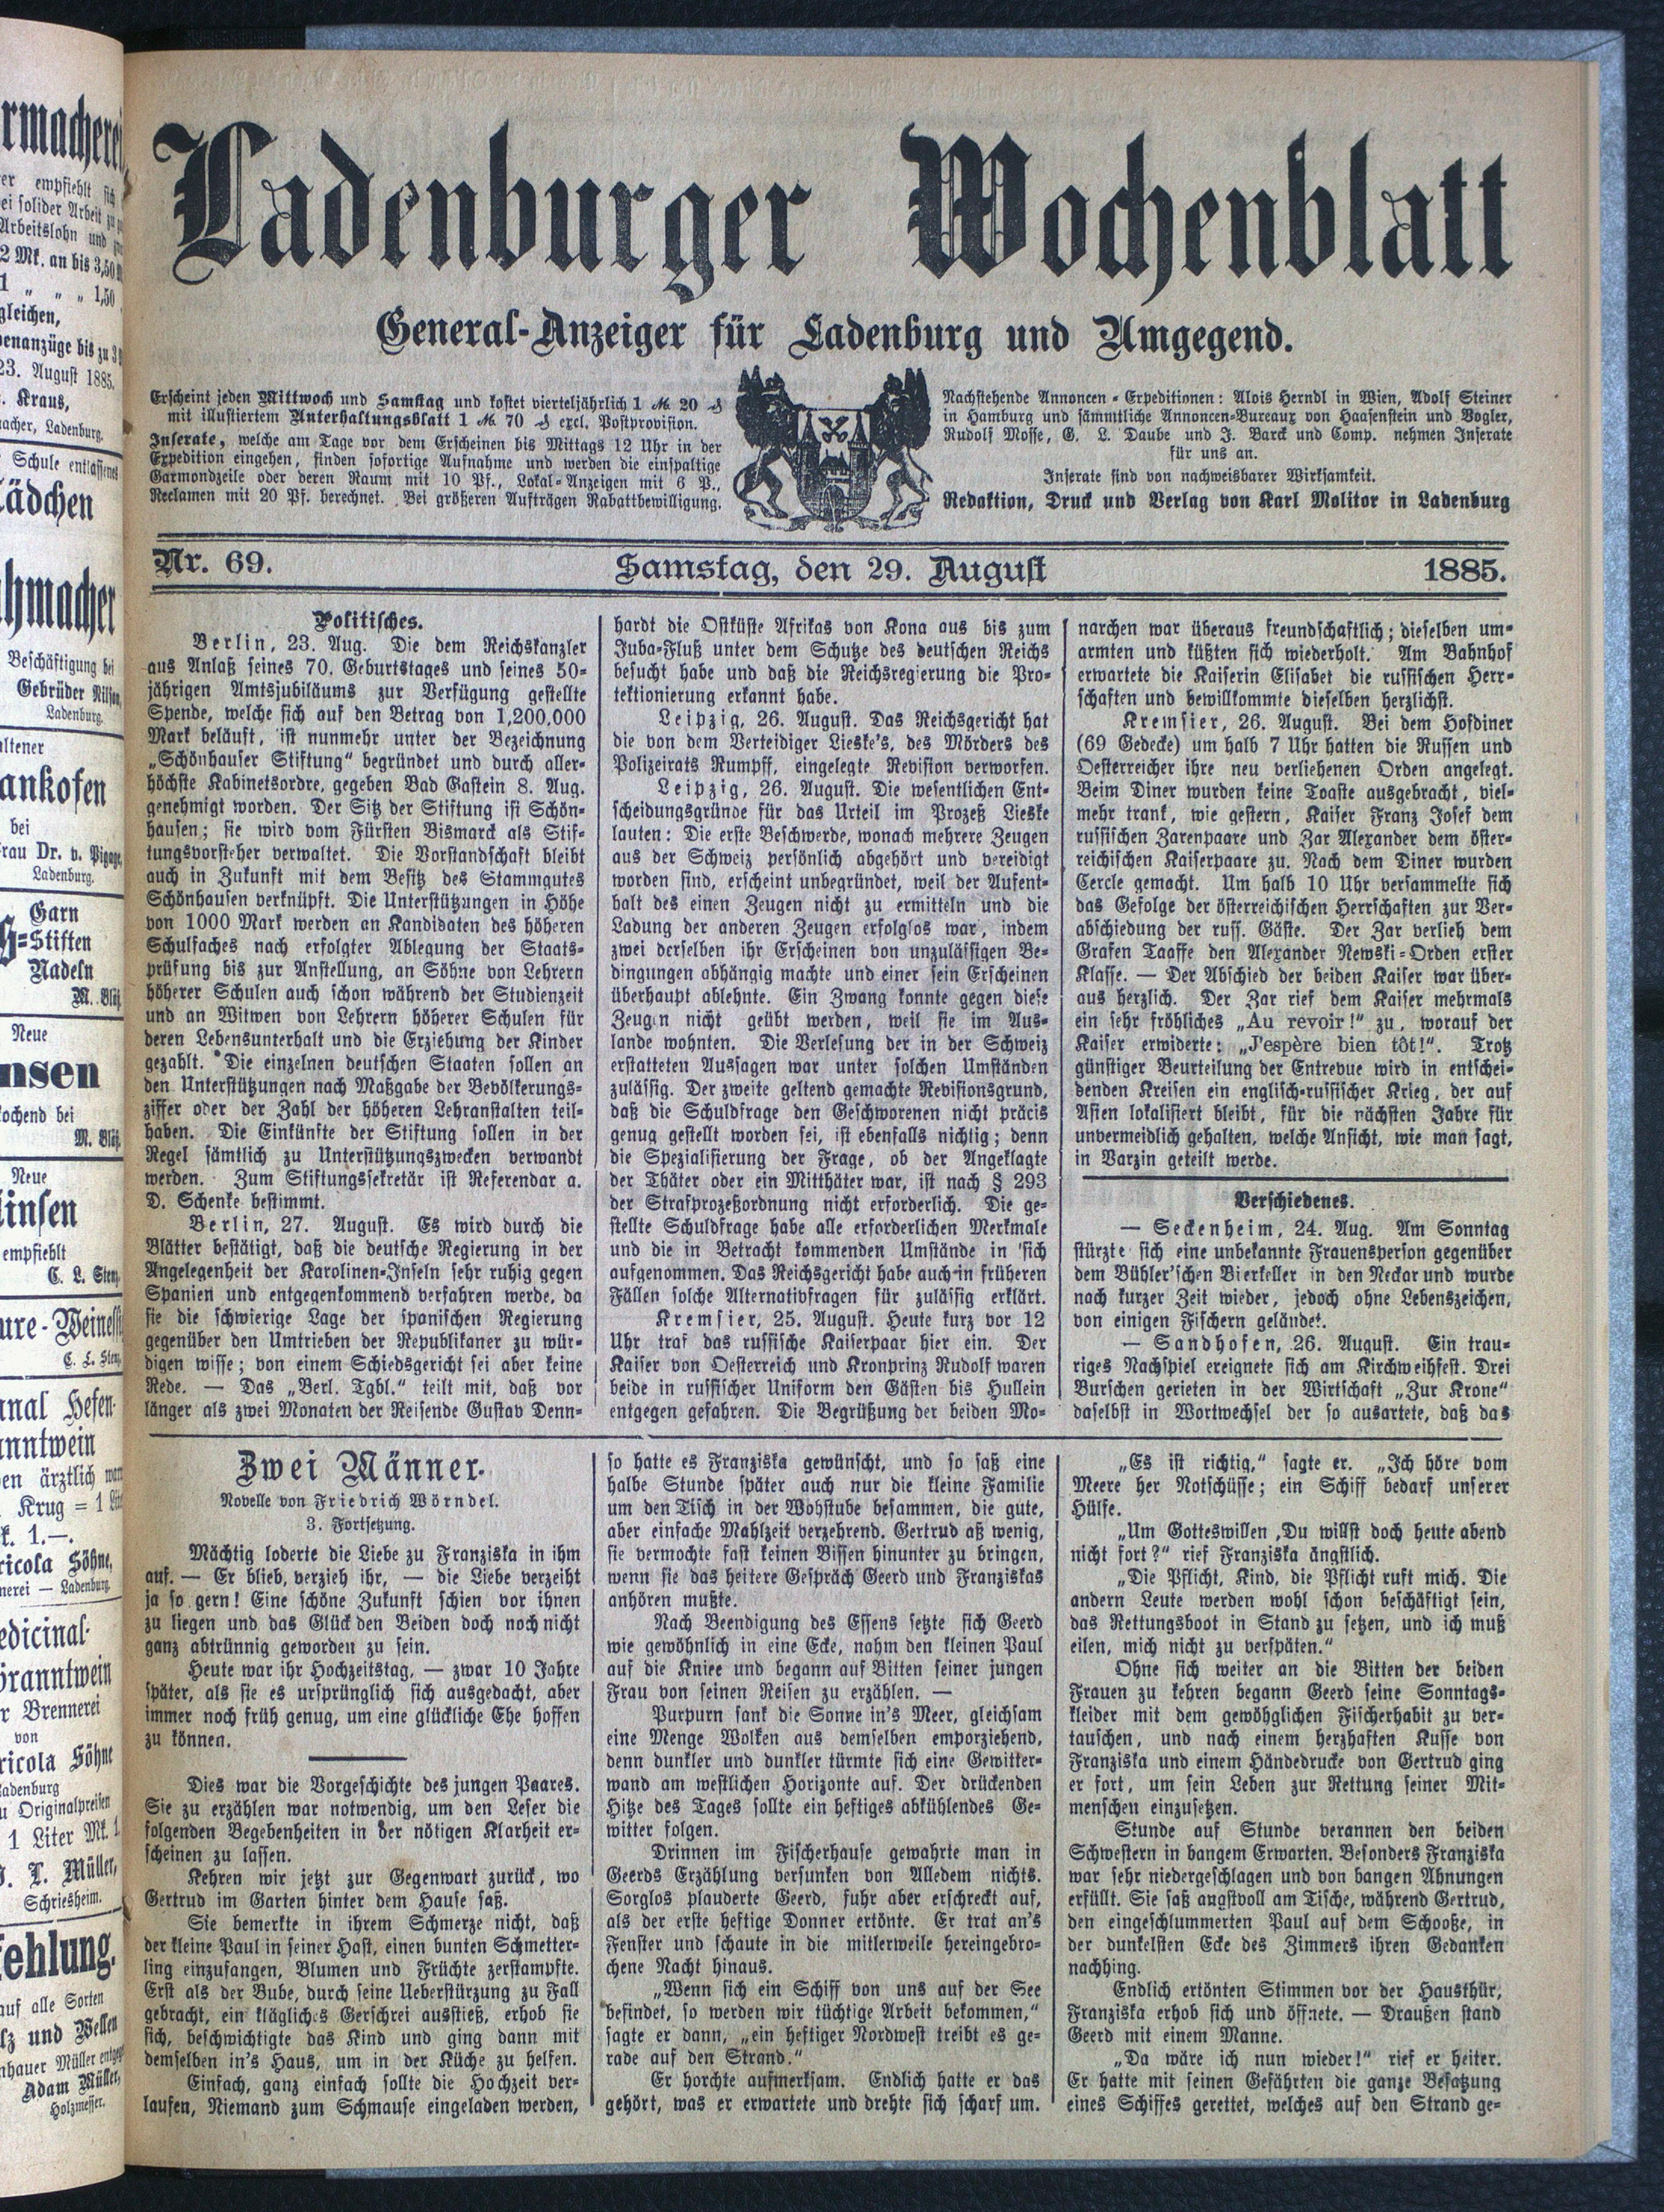 Ladenburger Wochenblatt
General-Anzeiger für Ladenburg und Umgegend.
Erscheint jeden Mittwoch und Samstag und kostet vierteljährlich 1 M. 20 ₰
mit illustriertem Unterhaltungsblatt 1 M. 70 ₰ excl. Postprovision.
Inserate, welche am Tage vor dem Erscheinen bis Mittags 12 Uhr in der
Expedition eingehen, finden sofortige Aufnahme und werden die einspaltige
Garmondzeile oder deren Raum mit 10 Pf., Lokal-Anzeigen mit 6 P.,
Reclamen mit 20 Pf. berechnet. Bei größeren Aufträgen Rabattbewilligung.
Nachstehende Annoncen-Expeditionen: Alois Herndl in Wien, Adolf Steiner
in Hamburg und sämmtliche Annoncen-Bureaux von Haasenstein und Vogler,
Rudolf Mosse, G. L. Daube und J. Barck und Comp. nehmen Inserate
für uns an.
Inserate sind von nachweisbarer Wirksamkeit.
Redaktion, Druck und Verlag von Karl Molitor in Ladenburg
Nr. 69. Samstag, den 29. August 1885.
Politisches.
Berlin, 23. Aug. Die dem Reichskanzler
aus Anlaß seines 70. Geburtstages und seines 50-
jährigen Amtsjubiläums zur Verfügung gestellte
Spende, welche sich auf den Betrag von 1,200,000
Mark beläuft, ist nunmehr unter der Bezeichnung
„Schönhauser Stiftung“ begründet und durch aller-
höchste Kabinetsordre, gegeben Bad Gastein 8. Aug.
genehmigt worden. Der Sitz der Stiftung ist Schön-
hausen; sie wird vom Fürsten Bismarck als Stif-
tungsvorsteher verwaltet. Die Vorstandschaft bleibt
auch in Zukunft mit dem Besitz des Stammgutes
Schönhausen verknüpft. Die Unterstützungen in Höhe
von 1000 Mark werden an Kandidaten des höheren
Schulfaches nach erfolgter Ablegung der Staats-
prüfung bis zur Anstellung, an Söhne von Lehrern
höherer Schulen auch schon während der Studienzeit
und an Witwen von Lehrern höherer Schulen für
deren Lebensunterhalt und die Erziehung der Kinder
gezahlt. Die einzelnen deutschen Staaten sollen an
den Unterstützungen nach Maßgabe der Bevölkerungs-
ziffer oder der Zahl der höheren Lehranstalten teil-
haben. Die Einkünfte der Stiftung sollen in der
Regel sämtlich zu Unterstützungszwecken verwandt
werden. Zum Stiftungssekretär ist Referendar a.
D. Schenke bestimmt.
Berlin, 27. August. Es wird durch die
Blätter bestätigt, daß die deutsche Regierung in der
Angelegenheit der Karolinen-Inseln sehr ruhig gegen
Spanien und entgegenkommend verfahren werde, da
sie die schwierige Lage der spanischen Regierung
gegenüber den Umtrieben der Republikaner zu wür-
digen wisse; von einem Schiedsgericht sei aber keine
Rede. — Das „Berl. Tgbl.“ teilt mit, daß vor
länger als zwei Monaten der Reisende Gustav Denn-
hardt die Ostküste Afrikas von Kona aus bis zum
Juba-Fluß unter dem Schutze des deutschen Reichs
besucht habe und daß die Reichsregierung die Pro-
tektionierung erkannt habe.
Leipzig, 26. August. Das Reichsgericht hat
die von dem Verteidiger Lieske's, des Mörders des
Polizeirats Rumpff, eingelegte Revision verworfen.
Leipzig, 26. August. Die wesentlichen Ent-
scheidungsgründe für das Urteil im Prozeß Lieske
lauten: Die erste Beschwerde, wonach mehrere Zeugen
aus der Schweiz persönlich abgehört und vereidigt
worden sind, erscheint unbegründet, weil der Aufent-
halt des einen Zeugen nicht zu ermitteln und die
Ladung der anderen Zeugen erfolglos war, indem
zwei derselben ihr Erscheinen von unzulässigen Be-
dingungen abhängig machte und einer sein Erscheinen
überhaupt ablehnte. Ein Zwang konnte gegen diese
Zeugen nicht geübt werden, weil sie im Aus-
lande wohnten. Die Verlesung der in der Schweiz
erstatteten Aussagen war unter solchen Umständen
zulässig. Der zweite geltend gemachte Revisionsgrund,
daß die Schuldfrage den Geschworenen nicht präcis
genug gestellt worden sei, ist ebenfalls nichtig; denn
die Spezialisierung der Frage, ob der Angeklagte
der Thäter oder ein Mitthäter war, ist nach § 293
der Strafprozeßordnung nicht erforderlich. Die ge-
stellte Schuldfrage habe alle erforderlichen Merkmale
und die in Betracht kommenden Umstände in sich
aufgenommen. Das Reichsgericht habe auch in früheren
Fällen solche Alternativfragen für zulässig erklärt.
Kremsier, 25. August. Heute kurz vor 12
Uhr traf das russische Kaiserpaar hier ein. Der
Kaiser von Oesterreich und Kronprinz Rudolf waren
beide in russischer Uniform den Gästen bis Hullein
entgegen gefahren. Die Begrüßung der beiden Mo-
narchen war überaus freundschaftlich; dieselben um-
armten und küßten sich wiederholt. Am Bahnhof
erwartete die Kaiserin Elisabet die russischen Herr-
schaften und bewillkommte dieselben herzlichst.
Kremsier, 26. August. Bei dem Hofdiner
(69 Gedecke) um halb 7 Uhr hatten die Russen und
Oesterreicher ihre neu verliehenen Orden angelegt.
Beim Diner wurden keine Toaste ausgebracht, viel-
mehr trank, wie gestern, Kaiser Franz Josef dem
russischen Zarenpaare und Zar Alexander dem öster-
reichischen Kaiserpaare zu. Nach dem Diner wurden
Cercle gemacht. Um halb 10 Uhr versammelte sich
das Gefolge der österreichischen Herrschaften zur Ver-
abschiedung der russ. Gäste. Der Zar verlieh dem
Grafen Taaffe den Alexander Newski-Orden erster
Klasse. — Der Abschied der beiden Kaiser war über-
aus herzlich. Der Zar rief dem Kaiser mehrmals
ein sehr fröhliches „Au revoir!“ zu, worauf der
Kaiser erwiderte: „J'espère bien tôt!“. Trotz
günstiger Beurteilung der Entrevue wird in entschei-
denden Kreisen ein englisch-russischer Krieg, der auf
Asien lokalisiert bleibt, für die nächsten Jahre für
unvermeidlich gehalten, welche Ansicht, wie man sagt,
in Varzin geteilt werde.
Verschiedenes.
— Seckenheim, 24. Aug. Am Sonntag
stürzte sich eine unbekannte Frauensperson gegenüber
dem Bühler'schen Bierkeller in den Neckar und wurde
nach kurzer Zeit wieder, jedoch ohne Lebenszeichen,
von einigen Fischern geländet.
— Sandhofen, 26. August. Ein trau-
riges Nachspiel ereignete sich am Kirchweihfest. Drei
Burschen gerieten in der Wirtschaft „Zur Krone“
daselbst in Wortwechsel der so ausartete, daß das
Zwei Männer.
Novelle von Friedrich Wörndel.
3. Fortsetzung.
Mächtig loderte die Liebe zu Franziska in ihm
auf. — Er blieb, verzieh ihr, — die Liebe verzeiht
ja so gern! Eine schöne Zukunft schien vor ihnen
zu liegen und das Glück den Beiden doch noch nicht
ganz abtrünnig geworden zu sein.
Heute war ihr Hochzeitstag, — zwar 10 Jahre
später, als sie es ursprünglich sich ausgedacht, aber
immer noch früh genug, um eine glückliche Ehe hoffen
zu können.
Dies war die Vorgeschichte des jungen Paares.
Sie zu erzählen war notwendig, um den Leser die
folgenden Begebenheiten in der nötigen Klarheit er-
scheinen zu lassen.
Kehren wir jetzt zur Gegenwart zurück, wo
Gertrud im Garten hinter dem Hause saß.
Sie bemerkte in ihrem Schmerze nicht, daß
der kleine Paul in seiner Hast, einen bunten Schmetter-
ling einzufangen, Blumen und Früchte zerstampfte.
Erst als der Bube, durch seine Ueberstürzung zu Fall
gebracht, ein klägliches Gerschrei ausstieß, erhob sie
sich, beschwichtigte das Kind und ging dann mit
demselben in's Haus, um in der Küche zu helfen.
Einfach, ganz einfach sollte die Hochzeit ver-
laufen, Niemand zum Schmause eingeladen werden,
so hatte es Franziska gewünscht, und so saß eine
halbe Stunde später auch nur die kleine Familie
um den Tisch in der Wohstube besammen, die gute,
aber einfache Mahlzeit verzehrend. Gertrud aß wenig,
sie vermochte fast keinen Bissen hinunter zu bringen,
wenn sie das heitere Gespräch Geerd und Franziskas
anhören mußte.
Nach Beendigung des Essens setzte sich Geerd
wie gewöhnlich in eine Ecke, nahm den kleinen Paul
auf die Kniee und begann auf Bitten seiner jungen
Frau von seinen Reisen zu erzählen. —
Purpurn sank die Sonne in's Meer, gleichsam
eine Menge Wolken aus demselben emporziehend,
denn dunkler und dunkler türmte sich eine Gewitter-
wand am westlichen Horizonte auf. Der drückenden
Hitze des Tages sollte ein heftiges abkühlendes Ge-
witter folgen.
Drinnen im Fischerhause gewahrte man in
Geerds Erzählung versunken von Alledem nichts.
Sorglos plauderte Geerd, fuhr aber erschreckt auf,
als der erste heftige Donner ertönte. Er trat an's
Fenster und schaute in die mitlerweile hereingebro-
chene Nacht hinaus.
„Wenn sich ein Schiff von uns auf der See
befindet, so werden wir tüchtige Arbeit bekommen,“
sagte er dann, „ein heftiger Nordwest treibt es ge-
rade auf den Strand.“
Er horchte aufmerksam. Endlich hatte er das
gehört, was er erwartete und drehte sich scharf um.
„Es ist richtig,“ sagte er. „Ich höre vom
Meere her Notschüsse; ein Schiff bedarf unserer
Hülfe.
„Um Gotteswillen ‚Du willst doch heute abend
nicht fort?“ rief Franziska ängstlich.
„Die Pflicht, Kind, die Pflicht ruft mich. Die
andern Leute werden wohl schon beschäftigt sein,
das Rettungsboot in Stand zu setzen, und ich muß
eilen, mich nicht zu verspäten.“
Ohne sich weiter an die Bitten der beiden
Frauen zu kehren begann Geerd seine Sonntags-
kleider mit dem gewöhglichen Fischerhabit zu ver-
tauschen, und nach einem herzhaften Kusse von
Franziska und einem Händedrucke von Gertrud ging
er fort, um sein Leben zur Rettung seiner Mit-
menschen einzusetzen.
Stunde auf Stunde verannen den beiden
Schwestern in bangem Erwarten. Besonders Franziska
war sehr niedergeschlagen und von bangen Ahnungen
erfüllt. Sie saß angstvoll am Tische, während Gertrud,
den eingeschlummerten Paul auf dem Schooße, in
der dunkelsten Ecke des Zimmers ihren Gedanken
nachhing.
Endlich ertönten Stimmen vor der Hausthür,
Franziska erhob sich und öffnete. — Draußen stand
Geerd mit einem Manne.
„Da wäre ich nun wieder!“ rief er heiter.
Er hatte mit seinen Gefährten die ganze Besatzung
eines Schiffes gerettet, welches auf den Strand ge-